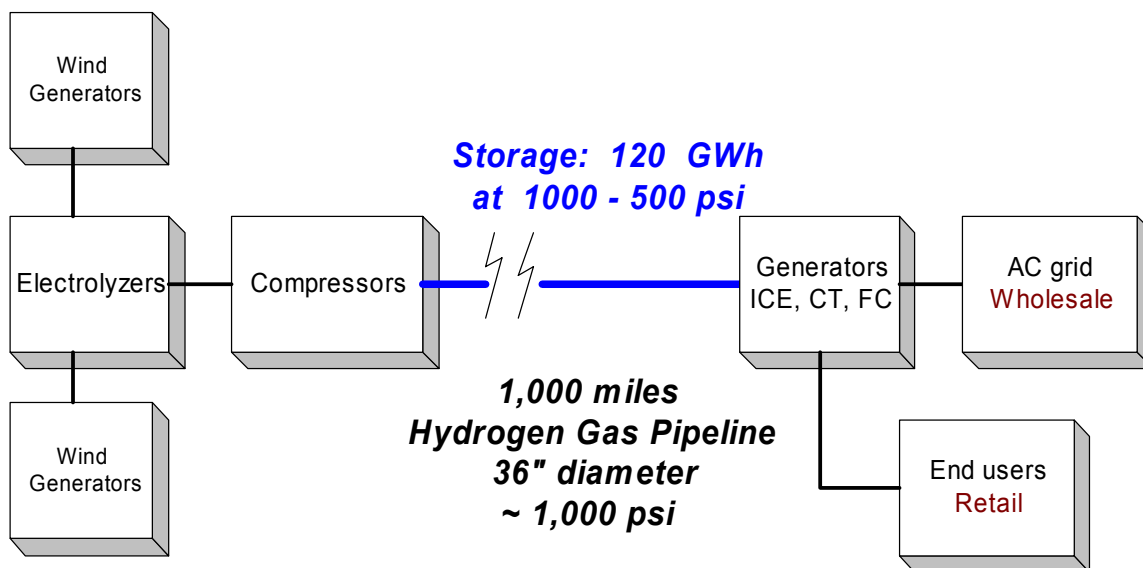 Wind
Generators
Storage: 120 GWh
at 1000 - 500 psi
Electrolyzers
Compressors
Generators
ICE, CT, FC
AC grid
Wholesale
1,000 miles
Hydrogen Gas Pipeline
36" diameter
~ 1,000 psi
Wind
Generators
End users
Retail